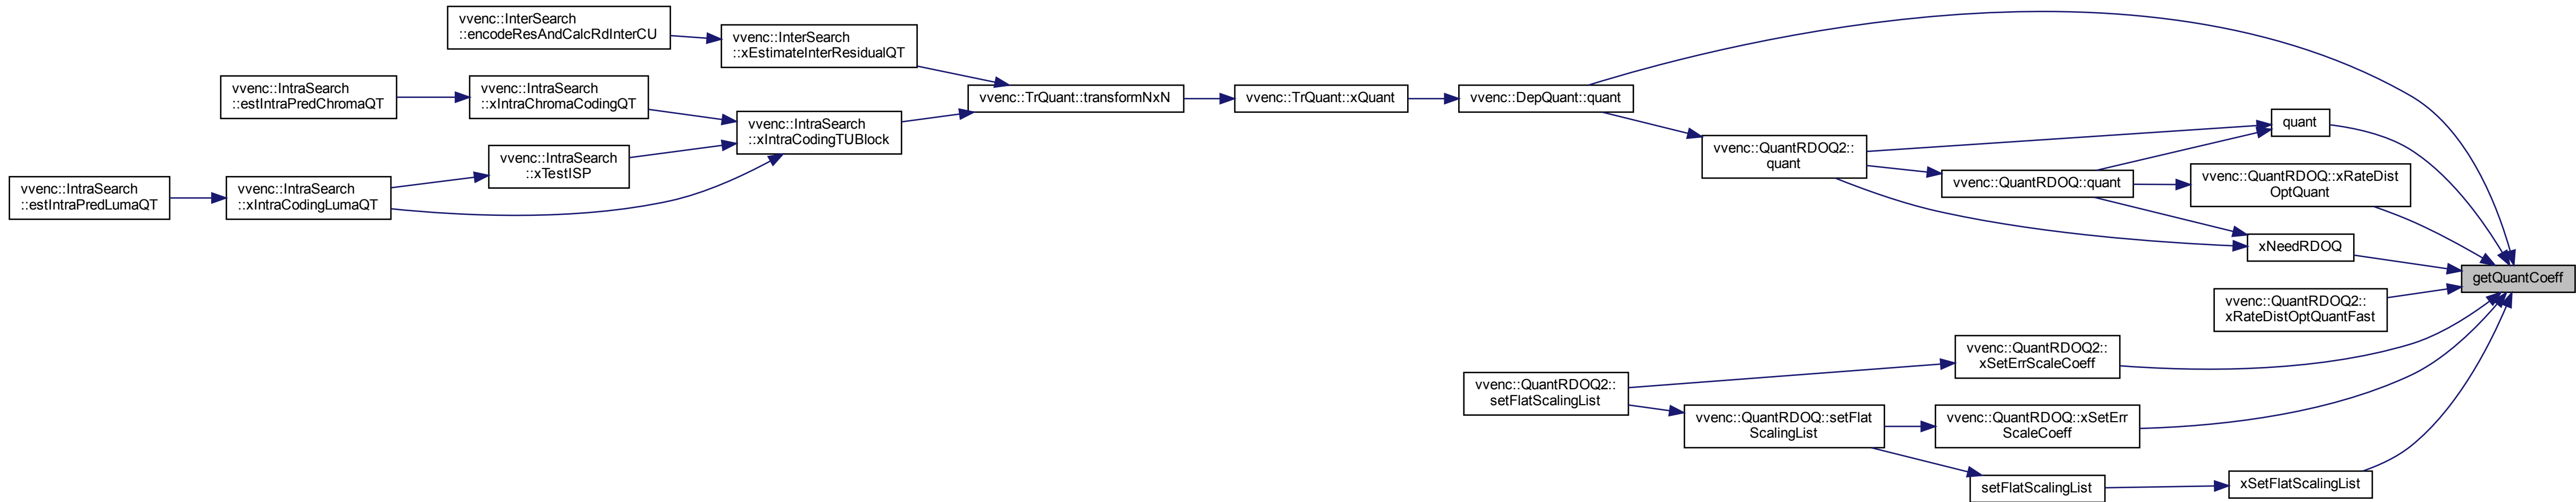 vvenc::InterSearch
::encodeResAndCalcRdInterCU
vvenc::InterSearch
::xEstimateInterResidualQT
vvenc::IntraSearch
::estIntraPredChromaQT
vvenc::IntraSearch
::xIntraChromaCodingQT
vvenc::TrQuant::transformNxN
vvenc::TrQuant::xQuant
vvenc::DepQuant::quant
vvenc::IntraSearch
::xIntraCodingTUBlock
quant
vvenc::QuantRDOQ2::
quant
vvenc::IntraSearch
::xTestISP
vvenc::IntraSearch
::estIntraPredLumaQT
vvenc::IntraSearch
::xIntraCodingLumaQT
vvenc::QuantRDOQ::quant
vvenc::QuantRDOQ::xRateDist
OptQuant
xNeedRDOQ
getQuantCoeff
vvenc::QuantRDOQ2::
xRateDistOptQuantFast
vvenc::QuantRDOQ2::
xSetErrScaleCoeff
vvenc::QuantRDOQ2::
setFlatScalingList
vvenc::QuantRDOQ::setFlat
ScalingList
vvenc::QuantRDOQ::xSetErr
ScaleCoeff
setFlatScalingList
xSetFlatScalingList